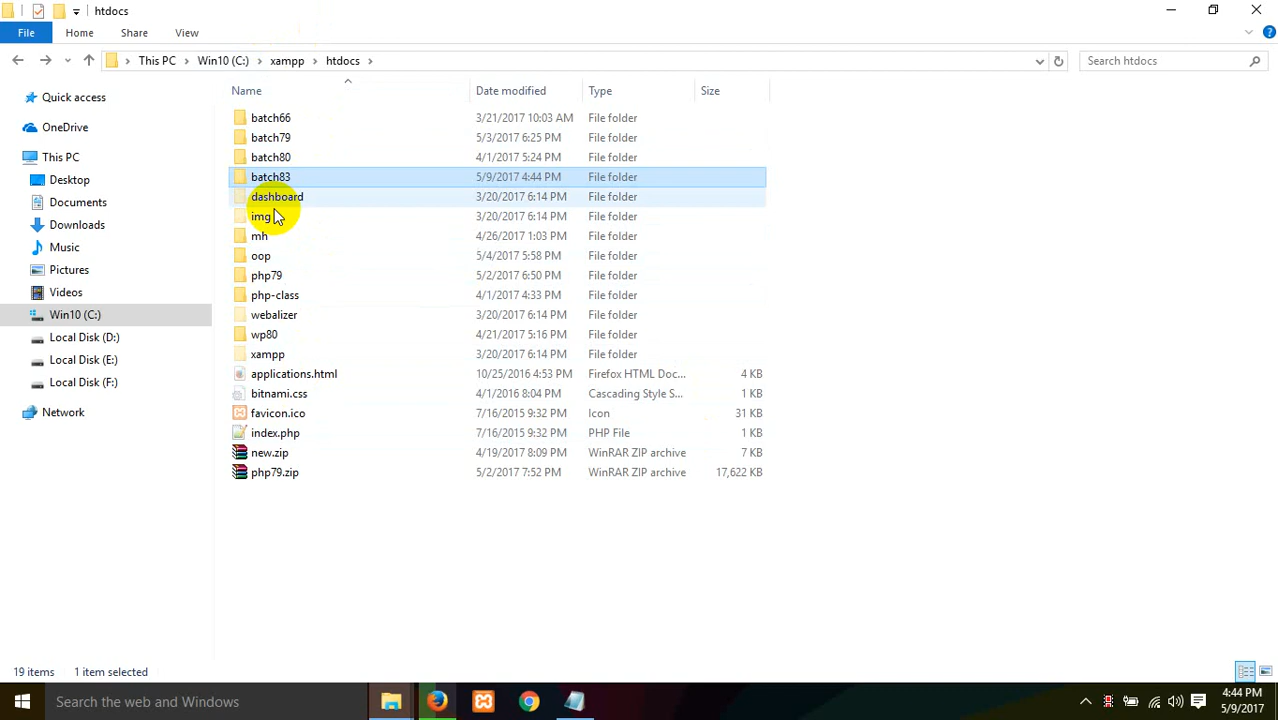 htdocs
File Home Share View
This PC Win10 (C:) xampp htdocs Search htdocs
Name Date modified Type Size
Quick access
OneDrive
This PC
Desktop
Documents
Downloads
Music
Pictures
Videos
Win10 (C:)
Local Disk (D:)
Local Disk (E:)
Local Disk (F:)
Network
batch66 3/21/2017 10:03 AM File folder
batch79 5/3/2017 6:25 PM File folder
batch80 4/1/2017 5:24 PM File folder
batch83 5/9/2017 4:44 PM File folder
dashboard 3/20/2017 6:14 PM File folder
img 3/20/2017 6:14 PM File folder
mh 4/26/2017 1:03 PM File folder
oop 5/4/2017 5:58 PM File folder
php79 5/2/2017 6:50 PM File folder
php-class 4/1/2017 4:33 PM File folder
webalizer 3/20/2017 6:14 PM File folder
wp80 4/21/2017 5:16 PM File folder
xampp 3/20/2017 6:14 PM File folder
applications.html 10/25/2016 4:53 PM Firefox HTML Doc... 4 KB
bitnami.css 4/1/2016 8:04 PM Cascading Style S... 1 KB
favicon.ico 7/16/2015 9:32 PM Icon 31 KB
index.php 7/16/2015 9:32 PM PHP File 1 KB
new.zip 4/19/2017 8:09 PM WinRAR ZIP archive 7 KB
php79.zip 5/2/2017 7:52 PM WinRAR ZIP archive 17,622 KB
19 items 1 item selected
Search the web and Windows
4:44 PM
5/9/2017